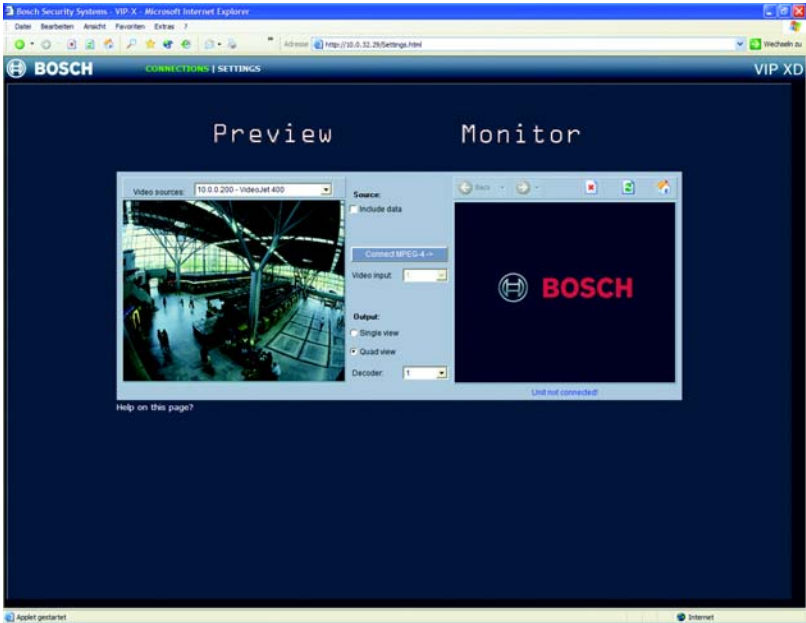 Bosch Security Systems - VIP-X - Microsoft Internet Explorer
Datei Bearbeiten Ansicht Favoriten Extras ?
Adresse http://10.0.32.29/Settings.html Wechseln zu
BOSCH CONNECTIONS | SETTINGS VIP XD
Preview Monitor
Video sources: 10.0.0.200 - VideoJet 400
Source:
Include data
Back
Connect MPEG-4 ->
Video input:
BOSCH
Output:
Single view
Quad view
Decoder: 1
Unit not connected!
Help on this page?
Applet gestartet Internet